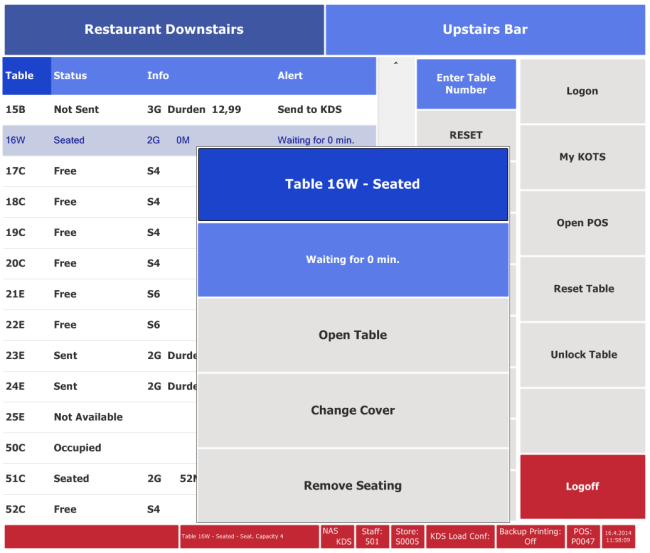 Restaurant Downstairs
Upstairs Bar
Table Status Info Alert
Enter Table
Number
Logon
15B Not Sent 3G Durden 12,99 Send to KDS
16W Seated 2G 0M Waiting for 0 min.
RESET
My KOTS
17C Free S4
Table 16W - Seated
18C Free S4
Open POS
19C Free S4
20C Free S4
Waiting for 0 min.
Reset Table
21E Free S6
22E Free S6
Open Table
23E Sent 2G Durde
Unlock Table
24E Sent 2G Durde
Change Cover
25E Not Available
50C Occupied
51C Seated 2G 52
Remove Seating
Logoff
52C Free S4
Table 16W - Seated - Seat. Capacity 4
NAS
KDS
Staff:
S01
Store:
S0005
KDS Load Conf:
Backup Printing:
Off
POS:
P0047
16.4.2014
11:58:09